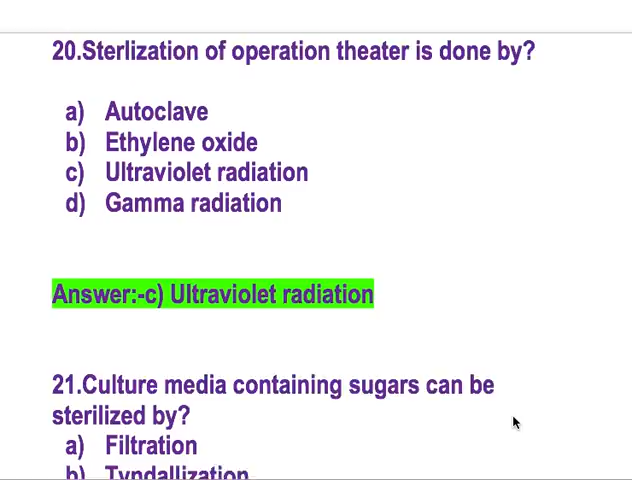 20.Sterlization of operation theater is done by?
a) Autoclave
b) Ethylene oxide
c) Ultraviolet radiation
d) Gamma radiation
Answer:-c) Ultraviolet radiation
21.Culture media containing sugars can be
sterilized by?
a) Filtration
b) Tyndallization